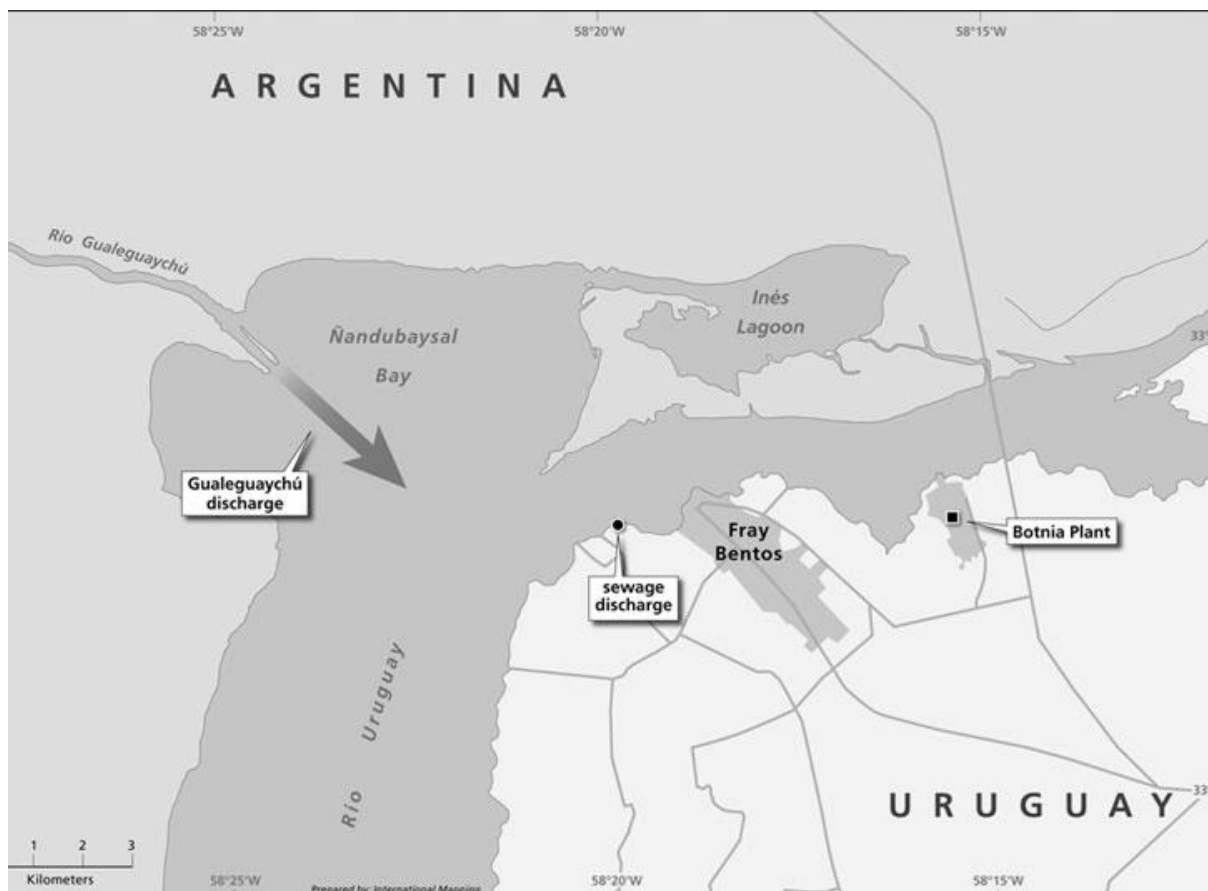 58°25'W 58°20'W 58°15'W
ARGENTINA
Río Gualeguaychú
Inés
Lagoon
Ñandubaysal
Bay
33°
Gualeguaychú
discharge
Fray
Bentos
Botnia Plant
sewage
discharge
Río Uruguay
URUGUAY
33°
1 2 3
Kilometers
58°25'W 58°20'W 58°15'W
Prepared by: International Mapping